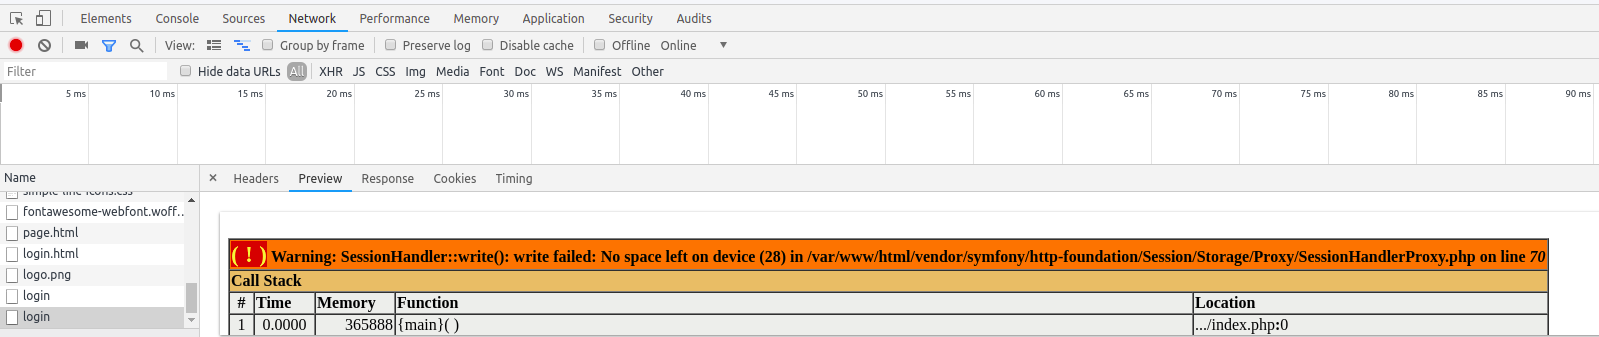 Elements Console Sources Network Performance Memory Application Security Audits
View: Group by frame Preserve log Disable cache Offline Online
Filter Hide data URLs All XHR JS CSS Img Media Font Doc WS Manifest Other
5 ms 10 ms 15 ms 20 ms 25 ms 30 ms 35 ms 40 ms 45 ms 50 ms 55 ms 60 ms 65 ms 70 ms 75 ms 80 ms 85 ms 90 ms
Name × Headers Preview Response Cookies Timing
simple-line-icons.css
fontawesome-webfont.woff...
page.html
login.html
logo.png
login
login
( ! ) Warning: SessionHandler::write(): write failed: No space left on device (28) in /var/www/html/vendor/symfony/http-foundation/Session/Storage/Proxy/SessionHandlerProxy.php on line 70
Call Stack
# Time Memory Function Location
1 0.0000 365888 {main}( ) .../index.php:0